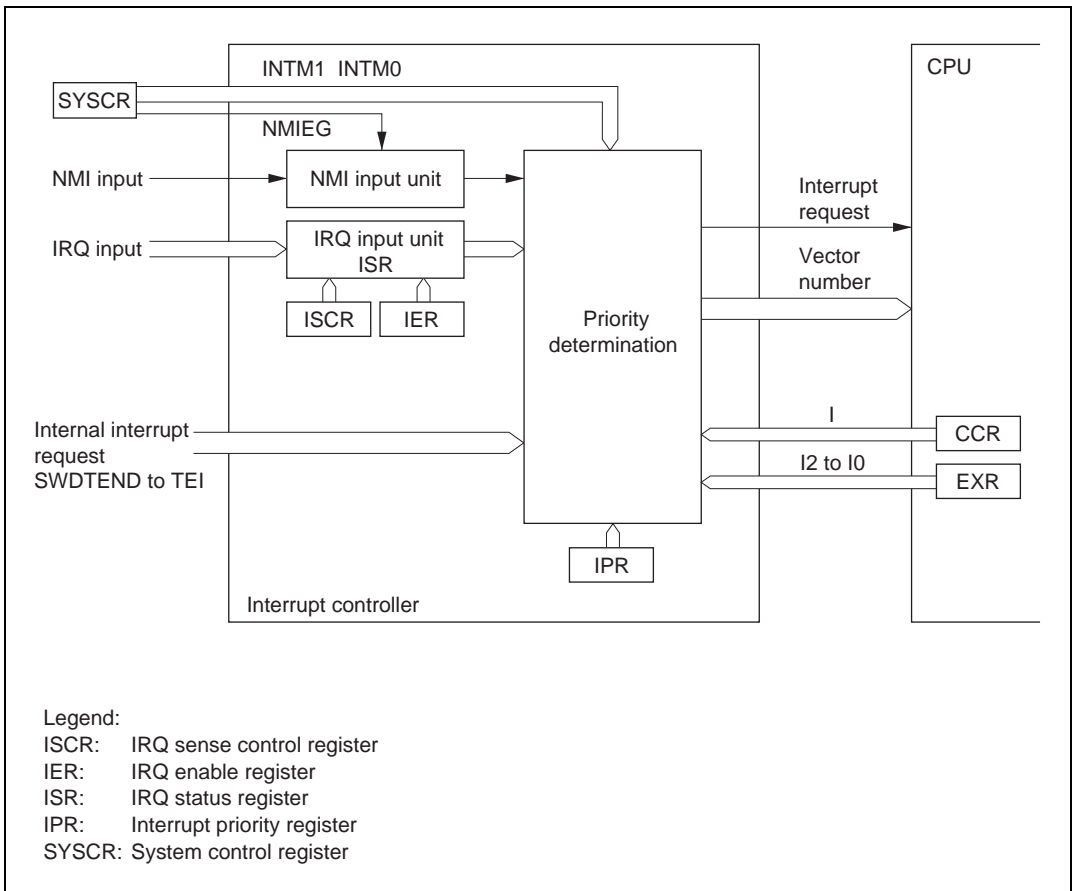 INTM1 INTM0
CPU
SYSCR
NMIEG
NMI input
NMI input unit
Interrupt
request
IRQ input
IRQ input unit
ISR
Vector
number
ISCR
IER
Priority
determination
Internal interrupt
request
SWDTEND to TEI
I
CCR
I2 to I0
EXR
IPR
Interrupt controller
Legend:
ISCR: IRQ sense control register
IER: IRQ enable register
ISR: IRQ status register
IPR: Interrupt priority register
SYSCR: System control register